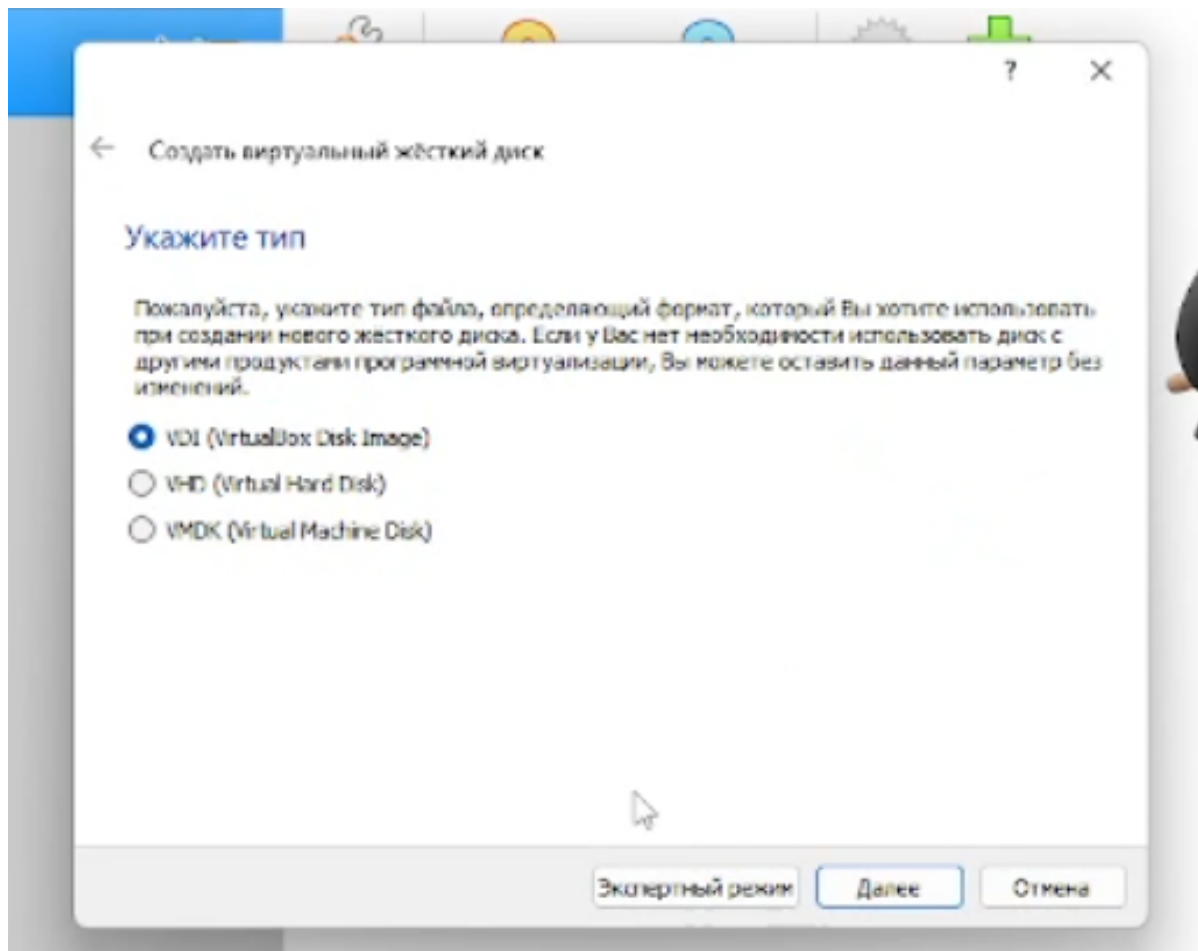 ?
Создать виртуальный жёсткий диск
Укажите тип
Пожалуйста, укажите тип файла, определяющий формат, который Вы хотите использовать
при создании нового жёсткого диска. Если у Вас нет необходимости использовать диск с
другими продуктами программной виртуализации, Вы можете оставить данный параметр без
изменений.
VDI (VirtualBox Disk Image)
VHD (Virtual Hard Disk)
VMDK (Virtual Machine Disk)
Экспертный режим Далее Отмена